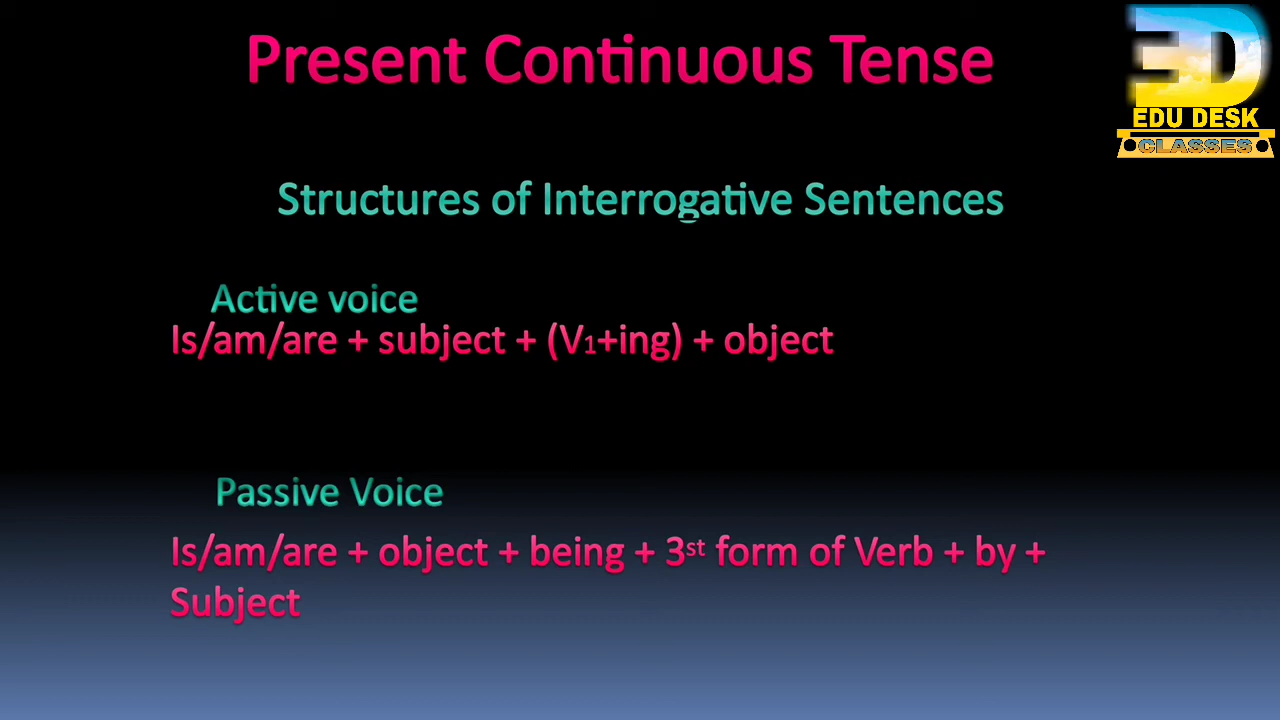 Present Continuous Tense
ED
EDU DESK
CLASSES
Structures of Interrogative Sentences
Active voice
Is/am/are + subject + (V1+ing) + object
Passive Voice
Is/am/are + object + being + 3st form of Verb + by +
Subject